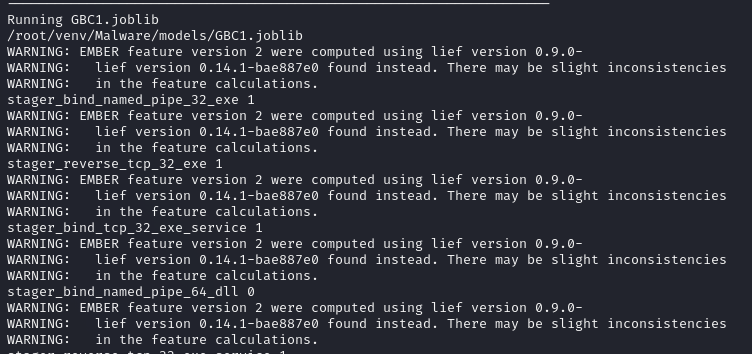 Running GBC1.joblib
/root/venv/Malware/models/GBC1.joblib
WARNING: EMBER feature version 2 were computed using lief version 0.9.0-
WARNING:   lief version 0.14.1-bae887e0 found instead. There may be slight inconsistencies
WARNING:   in the feature calculations.
stager_bind_named_pipe_32_exe 1
WARNING: EMBER feature version 2 were computed using lief version 0.9.0-
WARNING:   lief version 0.14.1-bae887e0 found instead. There may be slight inconsistencies
WARNING:   in the feature calculations.
stager_reverse_tcp_32_exe 1
WARNING: EMBER feature version 2 were computed using lief version 0.9.0-
WARNING:   lief version 0.14.1-bae887e0 found instead. There may be slight inconsistencies
WARNING:   in the feature calculations.
stager_bind_tcp_32_exe_service 1
WARNING: EMBER feature version 2 were computed using lief version 0.9.0-
WARNING:   lief version 0.14.1-bae887e0 found instead. There may be slight inconsistencies
WARNING:   in the feature calculations.
stager_bind_named_pipe_64_dll 0
WARNING: EMBER feature version 2 were computed using lief version 0.9.0-
WARNING:   lief version 0.14.1-bae887e0 found instead. There may be slight inconsistencies
WARNING:   in the feature calculations.